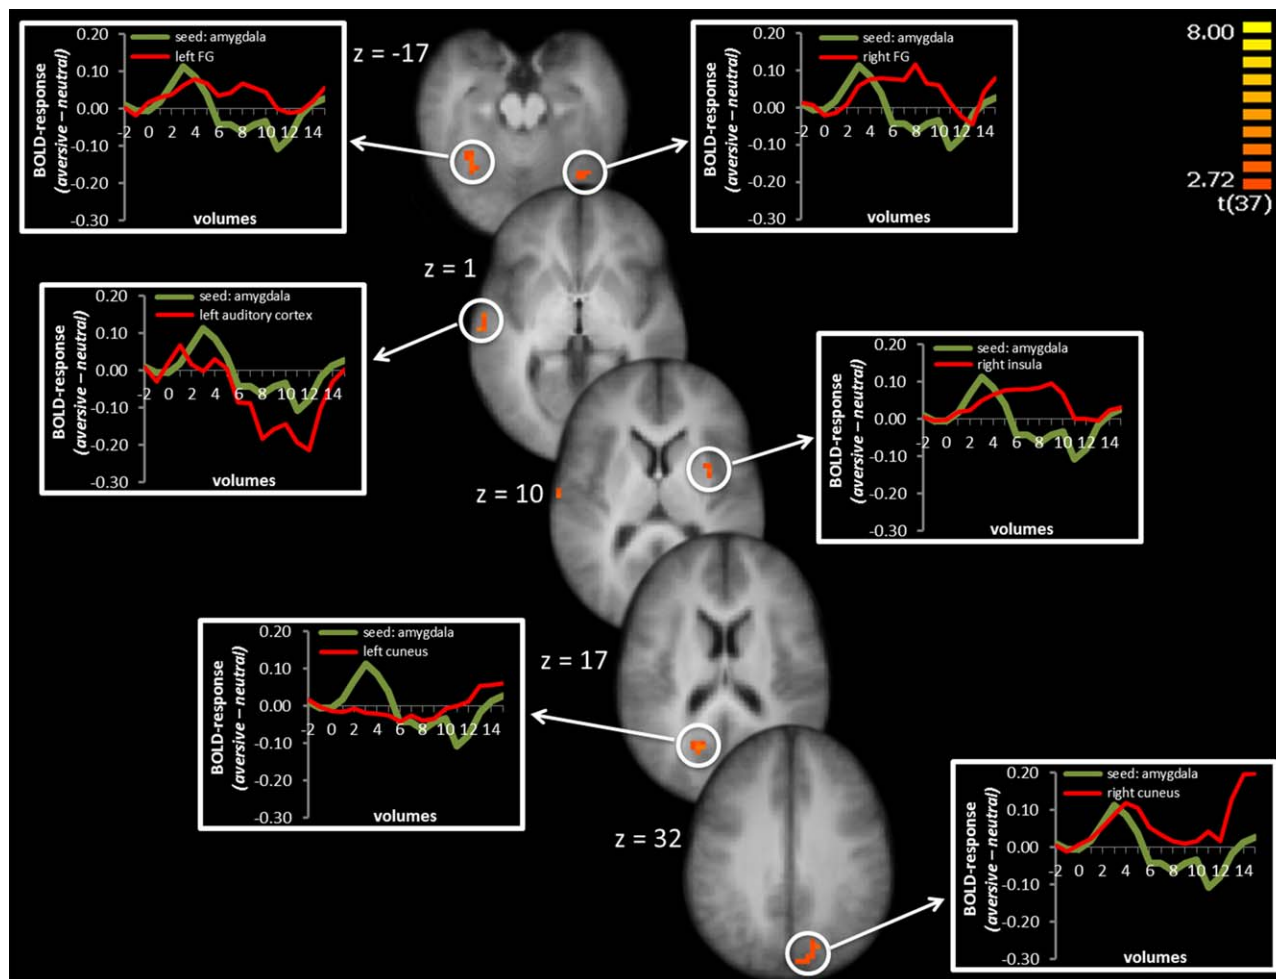 0.20
0.10
0.00
-0.10
-0.20
-0.30
BOLD-response
(aversive – neutral)
seed: amygdala
left FG
-2 0 2 4 6 8 10 12 14
volumes
z = -17
0.20
0.10
0.00
-0.10
-0.20
-0.30
BOLD-response
(aversive – neutral)
seed: amygdala
right FG
-2 0 2 4 6 8 10 12 14
volumes
8.00
2.72
t(37)
z = 1
0.20
0.10
0.00
-0.10
-0.20
-0.30
BOLD-response
(aversive – neutral)
seed: amygdala
left auditory cortex
-2 0 2 4 6 8 10 12 14
volumes
z = 10
0.20
0.10
0.00
-0.10
-0.20
-0.30
BOLD-response
(aversive – neutral)
seed: amygdala
right insula
-2 0 2 4 6 8 10 12 14
volumes
z = 17
0.20
0.10
0.00
-0.10
-0.20
-0.30
BOLD-response
(aversive – neutral)
seed: amygdala
left cuneus
-2 0 2 4 6 8 10 12 14
volumes
z = 32
0.20
0.10
0.00
-0.10
-0.20
-0.30
BOLD-response
(aversive – neutral)
seed: amygdala
right cuneus
-2 0 2 4 6 8 10 12 14
volumes